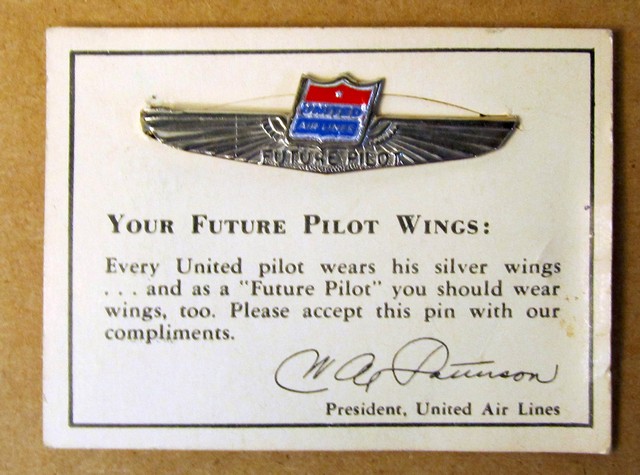 UNITED
AIR LINES
FUTURE PILOT
YOUR FUTURE PILOT WINGS:
Every United pilot wears his silver wings
. . . and as a "Future Pilot" you should wear
wings, too. Please accept this pin with our
compliments.
W A Patterson
President, United Air Lines